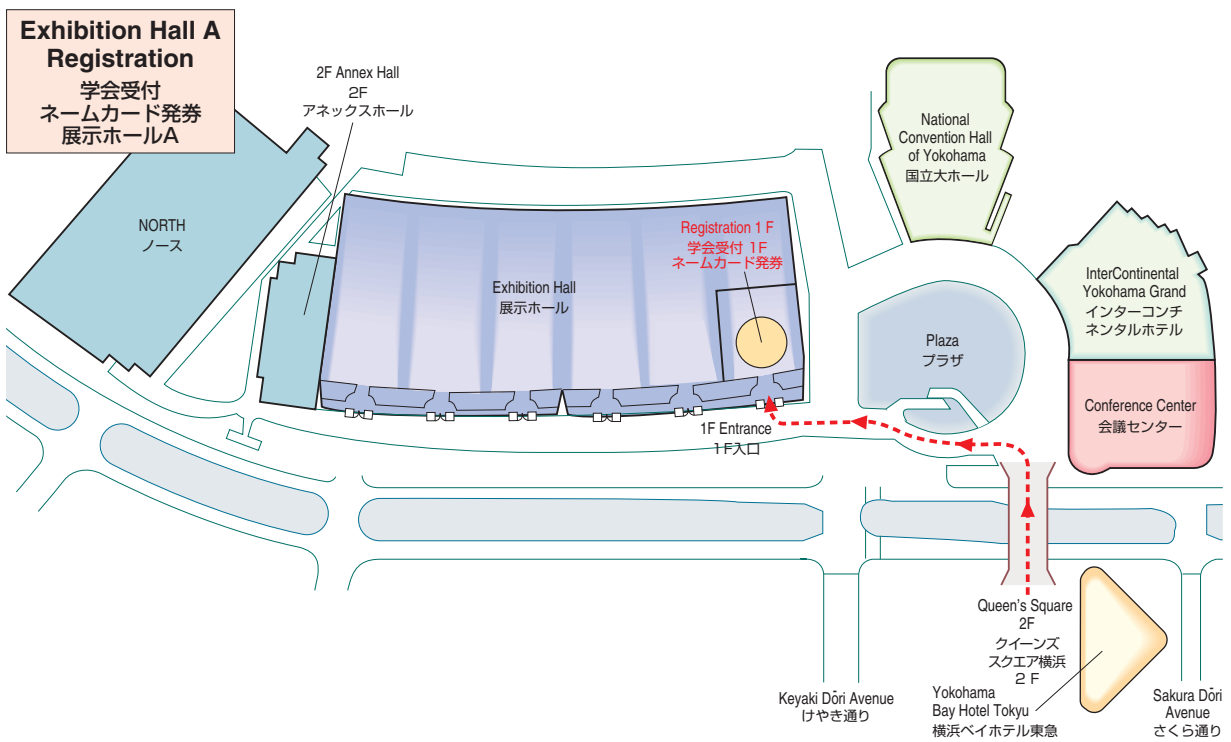 Exhibition Hall A
Registration
学会受付
ネームカード発券
展示ホールA
2F Annex Hall
2F
アネックスホール
NORTH
ノース
Exhibition Hall
展示ホール
Registration 1 F
学会受付 1F
ネームカード発券
National
Convention Hall
of Yokohama
国立大ホール
InterContinental
Yokohama Grand
インターコンチ
ネンタルホテル
Plaza
プラザ
Conference Center
会議センター
1F Entrance
1F入口
Queen's Square
2F
クイーンズ
スクエア横浜
2 F
Keyaki Dōri Avenue
けやき通り
Yokohama
Bay Hotel Tokyu
横浜ベイホテル東急
Sakura Dōri
Avenue
さくら通り